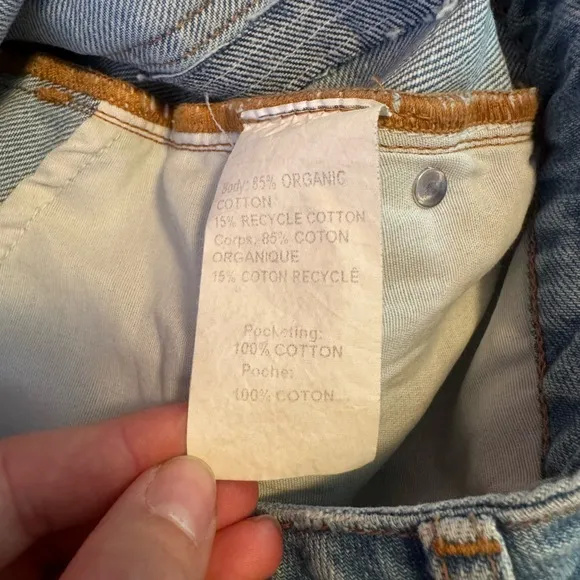 Body: 85% ORGANIC
COTTON
15% RECYCLE COTTON
Corps, 85% COTON
ORGANIQUE
15% COTON RECYCLÉ
Pocketing:
100% COTTON
Poche:
100% COTON